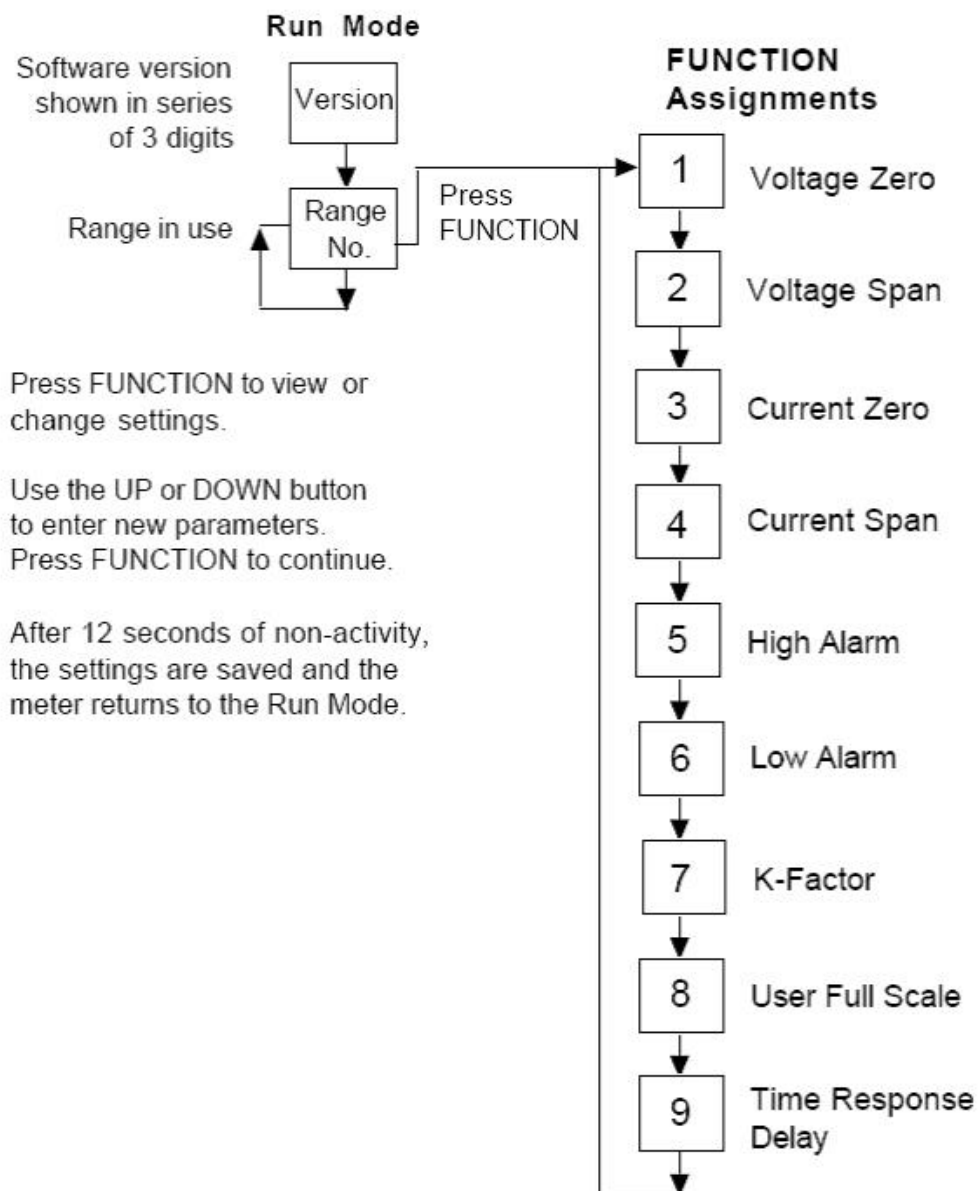 Run Mode
Software version
shown in series
of 3 digits
Version
Range in use
Range
No.
Press
FUNCTION
Press FUNCTION to view or
change settings.
Use the UP or DOWN button
to enter new parameters.
Press FUNCTION to continue.
After 12 seconds of non-activity,
the settings are saved and the
meter returns to the Run Mode.
FUNCTION
Assignments
1 Voltage Zero
2 Voltage Span
3 Current Zero
4 Current Span
5 High Alarm
6 Low Alarm
7 K-Factor
8 User Full Scale
9 Time Response
Delay